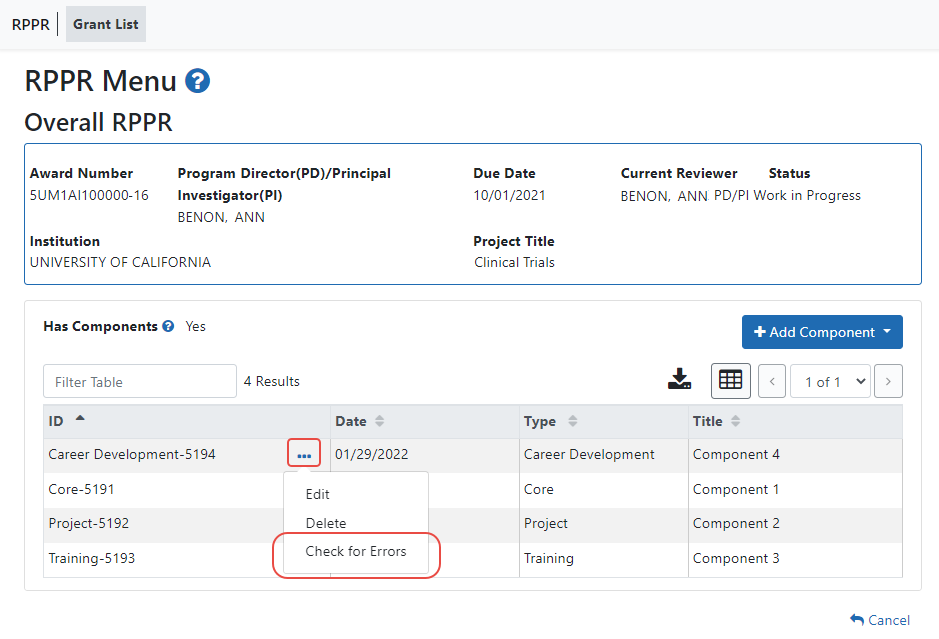 RPPR Grant List
RPPR Menu ?
Overall RPPR
Award Number Program Director(PD)/Principal Investigator(PI) Due Date Current Reviewer Status
5UM1AI100000-16 BENON, ANN 10/01/2021 BENON, ANN PD/PI Work in Progress
Institution Project Title
UNIVERSITY OF CALIFORNIA Clinical Trials
Has Components ? Yes + Add Component
Filter Table 4 Results < 1 of 1 >
ID Date Type Title
Career Development-5194 ... 01/29/2022 Career Development Component 4
Core-5191 Core Component 1
Edit
Project-5192 Project Component 2
Delete
Training-5193 Training Component 3
Check for Errors
Cancel